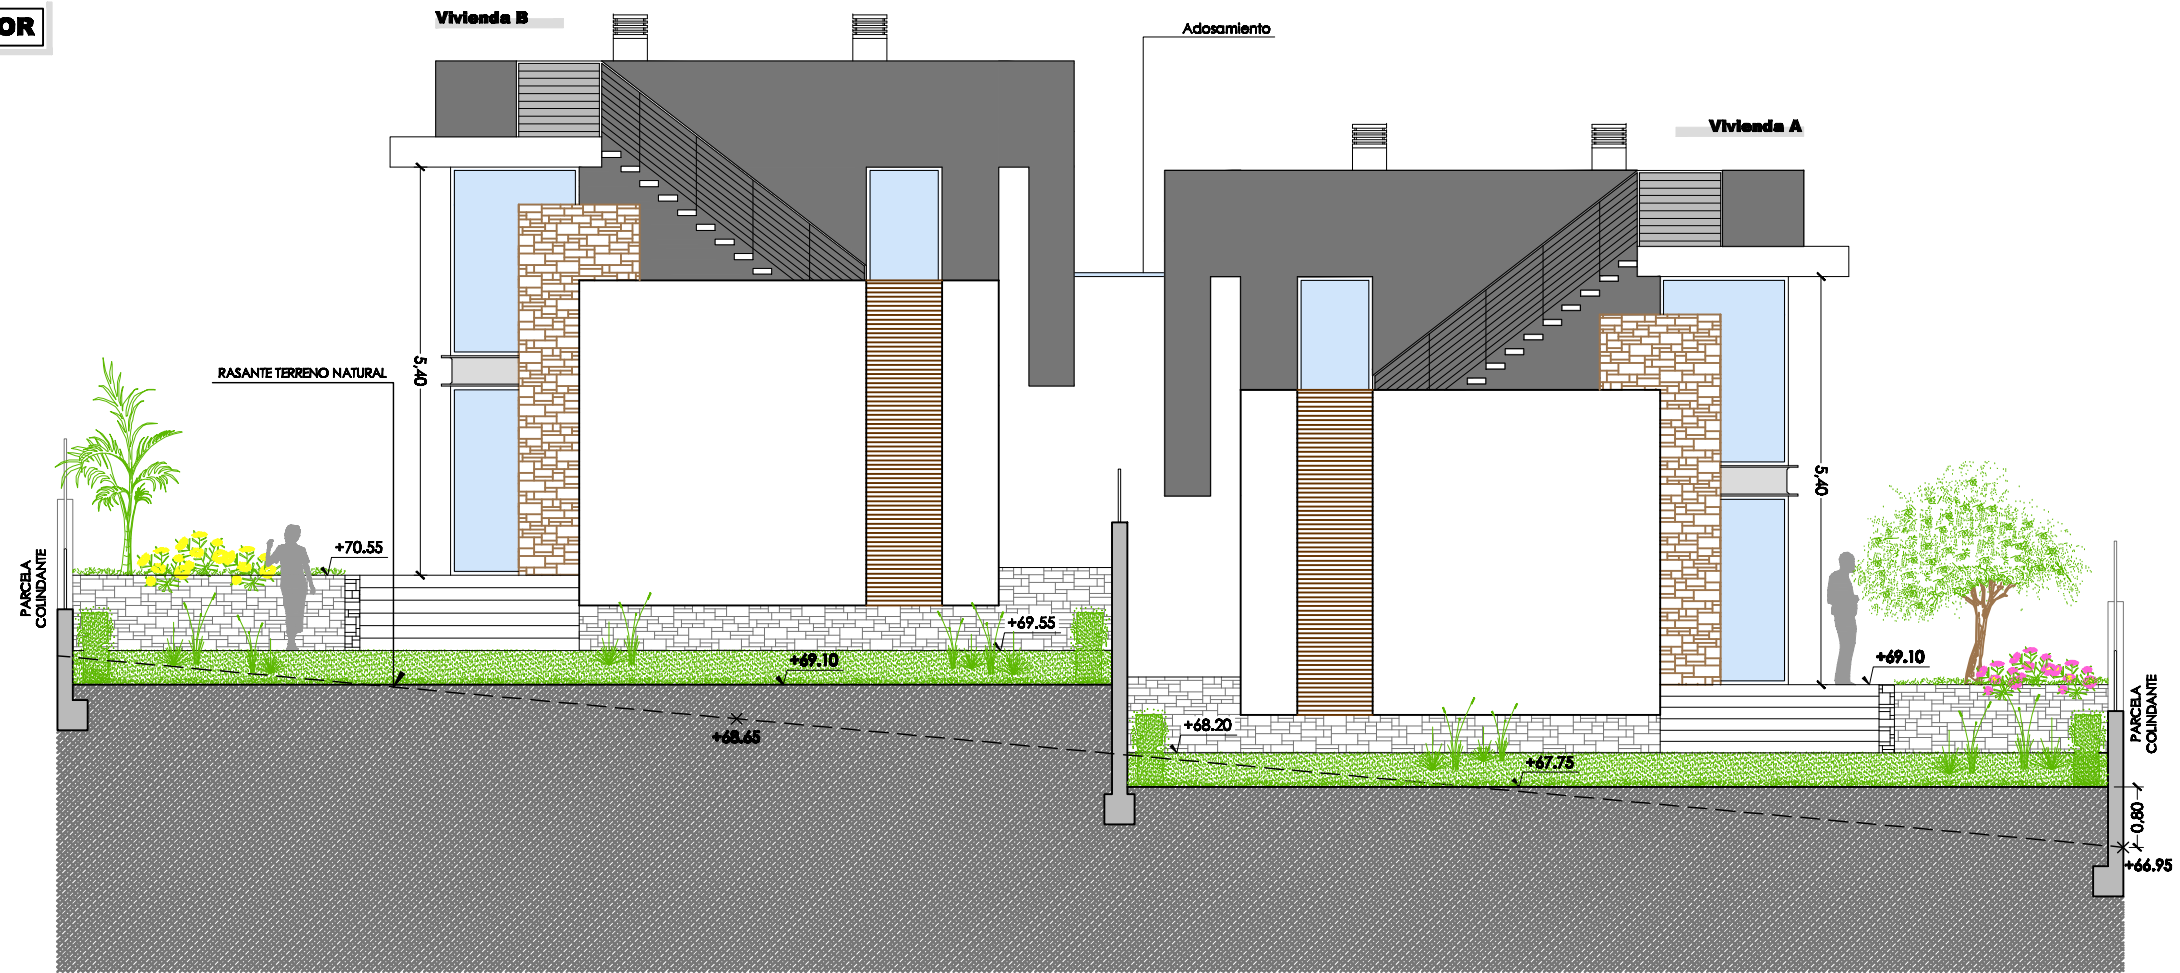 OR
Vivienda B
Adosamiento
Vivienda A
5,40
RASANTE TERRENO NATURAL
5,40
+70.55
PARCELA
COLINDANTE
+69.55
+69.10
+69.10
+68.65
+68.20
PARCELA
COLINDANTE
+67.75
0,80
+66.95